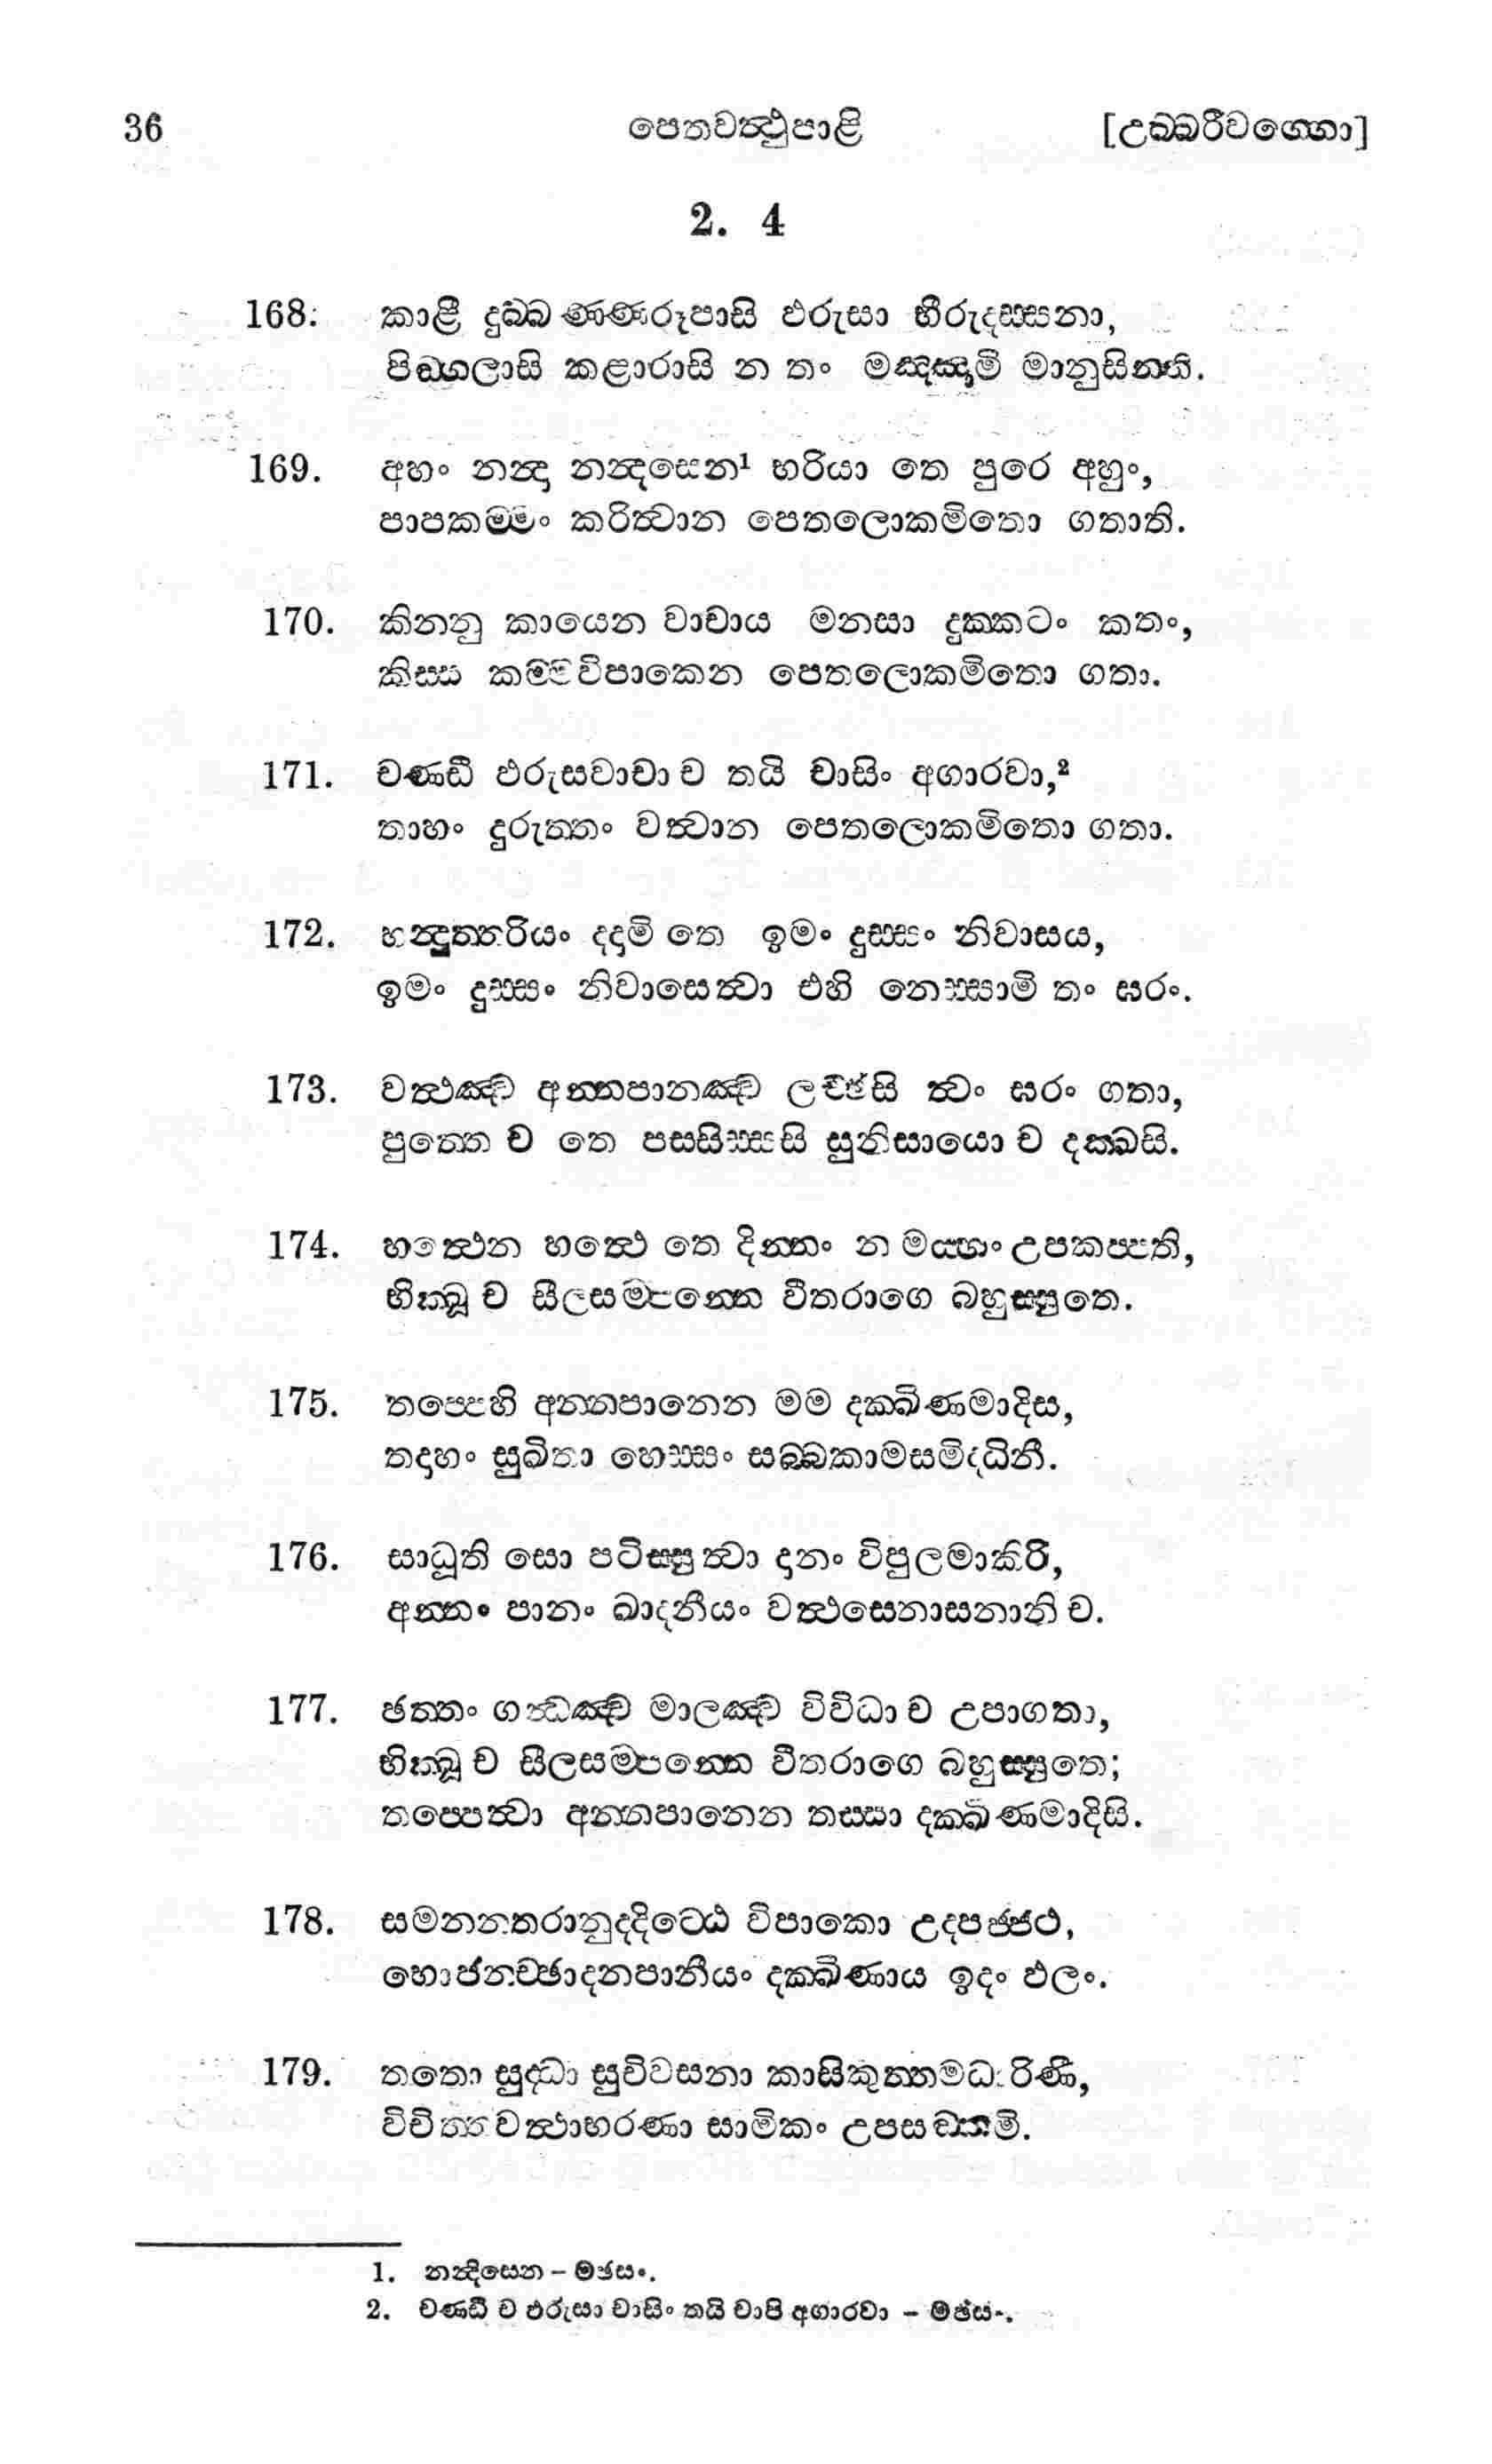 36 පෙතවත්ථුපාළි [උබ්බරීවග්ගො]
2. 4
168. කාළී දුබ්බණ්ණරූපාසි ඵරුසා භීරුදස්සනා,
පිඞ්ගලාසි කළාරාසි න තං මඤ්ඤාමි මානුසින්ති.
169. අහං නන්දා නන්දසෙන¹ භරියා තෙ පුරෙ අහුං,
පාපකම්මං කරිත්වාන පෙතලොකමිතො ගතාති.
170. කින්නු කායෙන වාචාය මනසා දුක්කටං කතං,
කිස්ස කම්මවිපාකෙන පෙතලොකමිතො ගතා.
171. චණ්ඩී ඵරුසවාචා ච තයි චාසිං අගාරවා,²
තාහං දුරුත්තං වත්වාන පෙතලොකමිතො ගතා.
172. හන්දුත්තරියං දදාමි තෙ ඉමං දුස්සං නිවාසය,
ඉමං දුස්සං නිවාසෙත්වා එහි නෙස්සාමි තං ඝරං.
173. වත්ථඤ්ච අන්නපානඤ්ච ලච්ඡසි ත්වං ඝරං ගතා,
පුත්තෙ ච තෙ පස්සිස්සසි සුනිසායො ච දක්ඛසි.
174. හත්ථෙන හත්ථෙ තෙ දින්නං න මය්හං උපකප්පති,
භික්ඛූ ච සීලසම්පන්නෙ වීතරාගෙ බහුස්සුතෙ.
175. තප්පෙහි අන්නපානෙන මම දක්ඛිණමාදිස,
තදාහං සුඛිතා හෙස්සං සබ්බකාමසමිද්ධිනී.
176. සාධූති සො පටිස්සුත්වා දානං විපුලමාකිරි,
අන්නං පානං ඛාදනීයං වත්ථසෙනාසනානි ච.
177. ඡත්තං ගන්ධඤ්ච මාලඤ්ච විවිධා ච උපාගතා,
භික්ඛූ ච සීලසම්පන්නෙ වීතරාගෙ බහුස්සුතෙ;
තප්පෙත්වා අන්නපානෙන තස්සා දක්ඛිණමාදිසි.
178. සමනන්තරානුද්දිට්ඨෙ විපාකො උදපජ්ජථ,
භොජනච්ඡාදනපානීයං දක්ඛිණාය ඉදං ඵලං.
179. තතො සුද්ධා සුචිවසනා කාසිකුත්තමධාරිණී,
විචිත්තවත්ථාභරණා සාමිකං උපසඞ්කමි.
1. නන්දිසෙන – මඡසං.
2. චණ්ඩී ච ඵරුසා චාසිං තයි චාපි අගාරවා – මඡසං.